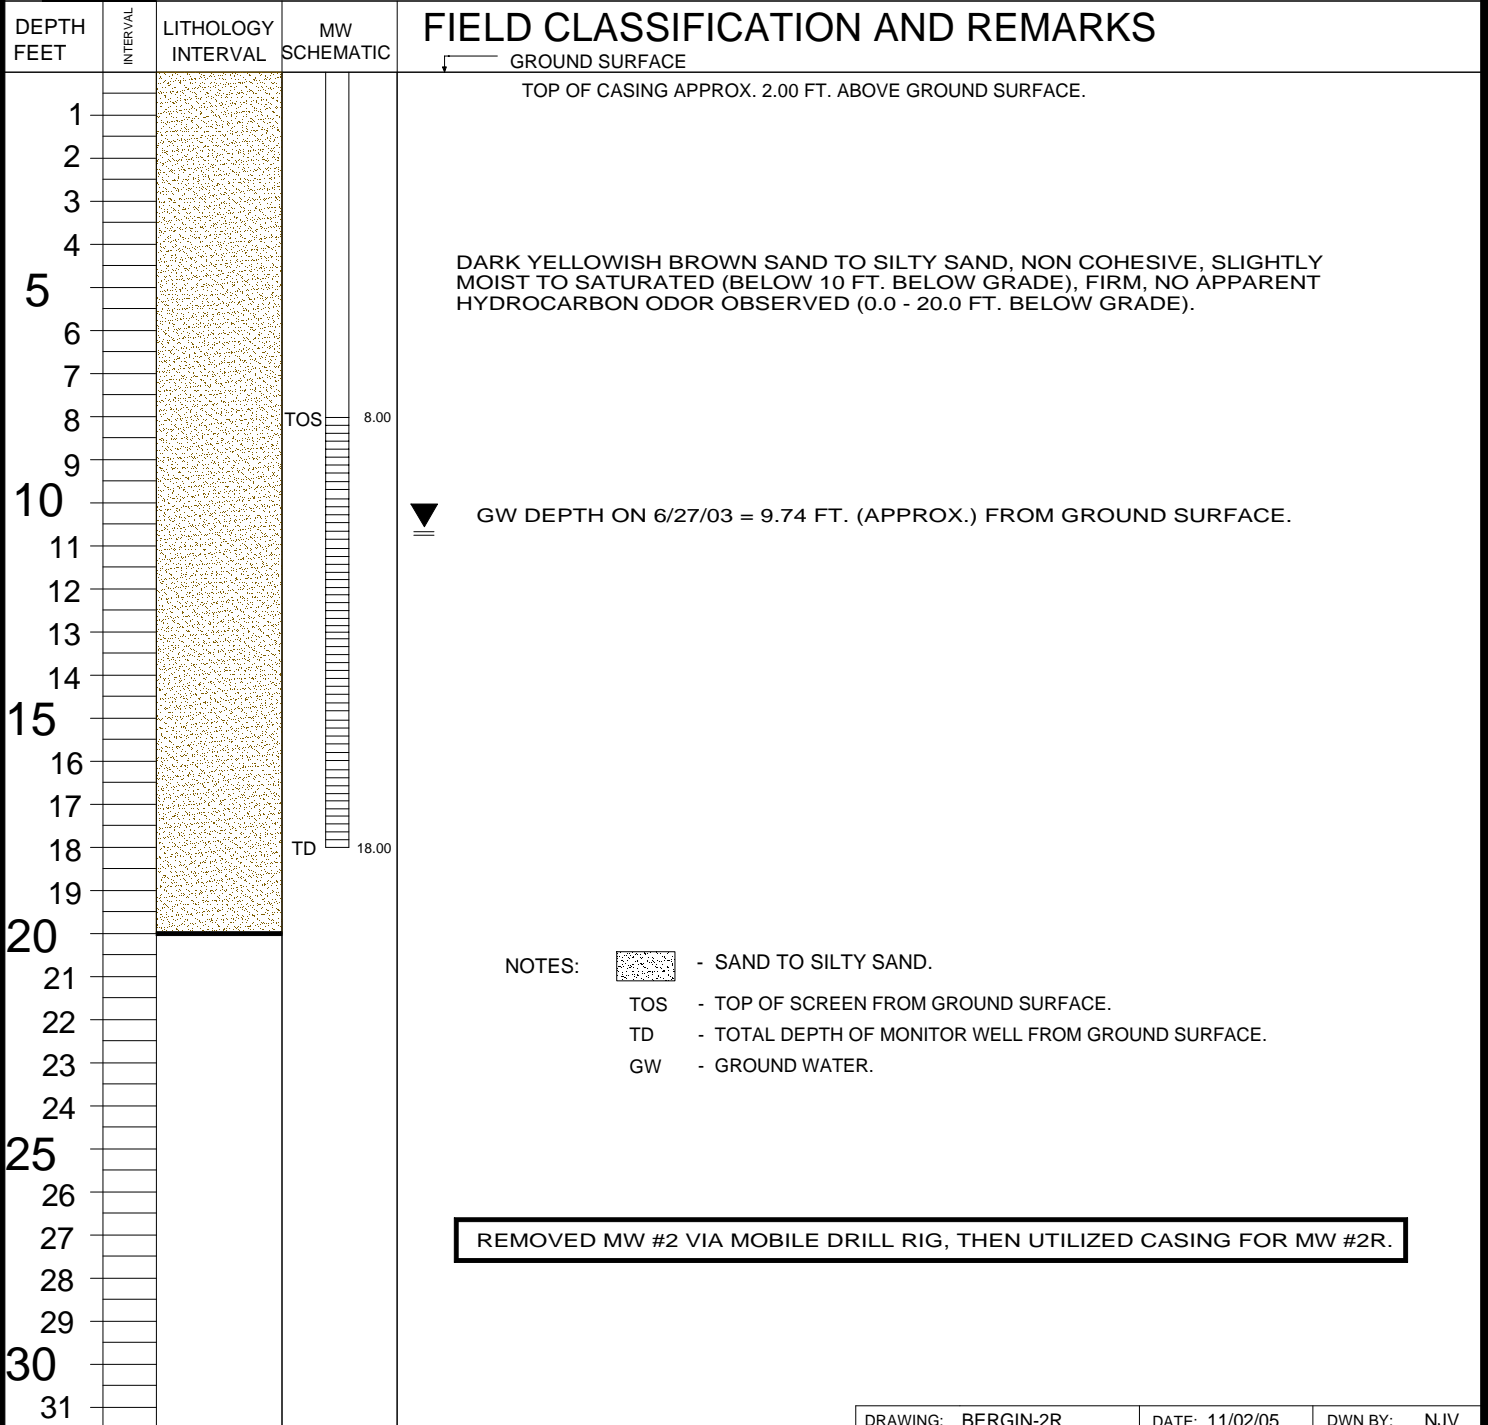 DEPTH
FEET
INTERVAL
LITHOLOGY
INTERVAL
MW
SCHEMATIC
FIELD CLASSIFICATION AND REMARKS
GROUND SURFACE
TOP OF CASING APPROX. 2.00 FT. ABOVE GROUND SURFACE.
1
2
3
4
DARK YELLOWISH BROWN SAND TO SILTY SAND, NON COHESIVE, SLIGHTLY
MOIST TO SATURATED (BELOW 10 FT. BELOW GRADE), FIRM, NO APPARENT
HYDROCARBON ODOR OBSERVED (0.0 - 20.0 FT. BELOW GRADE).
5
6
7
8
TOS 8.00
9
10
GW DEPTH ON 6/27/03 = 9.74 FT. (APPROX.) FROM GROUND SURFACE.
11
12
13
14
15
16
17
18
TD 18.00
19
20
NOTES: - SAND TO SILTY SAND.
21
TOS - TOP OF SCREEN FROM GROUND SURFACE.
22
TD - TOTAL DEPTH OF MONITOR WELL FROM GROUND SURFACE.
23
GW - GROUND WATER.
24
25
26
27
REMOVED MW #2 VIA MOBILE DRILL RIG, THEN UTILIZED CASING FOR MW #2R.
28
29
30
31
DRAWING: BERGIN-2R DATE: 11/02/05 DWN BY: NJV